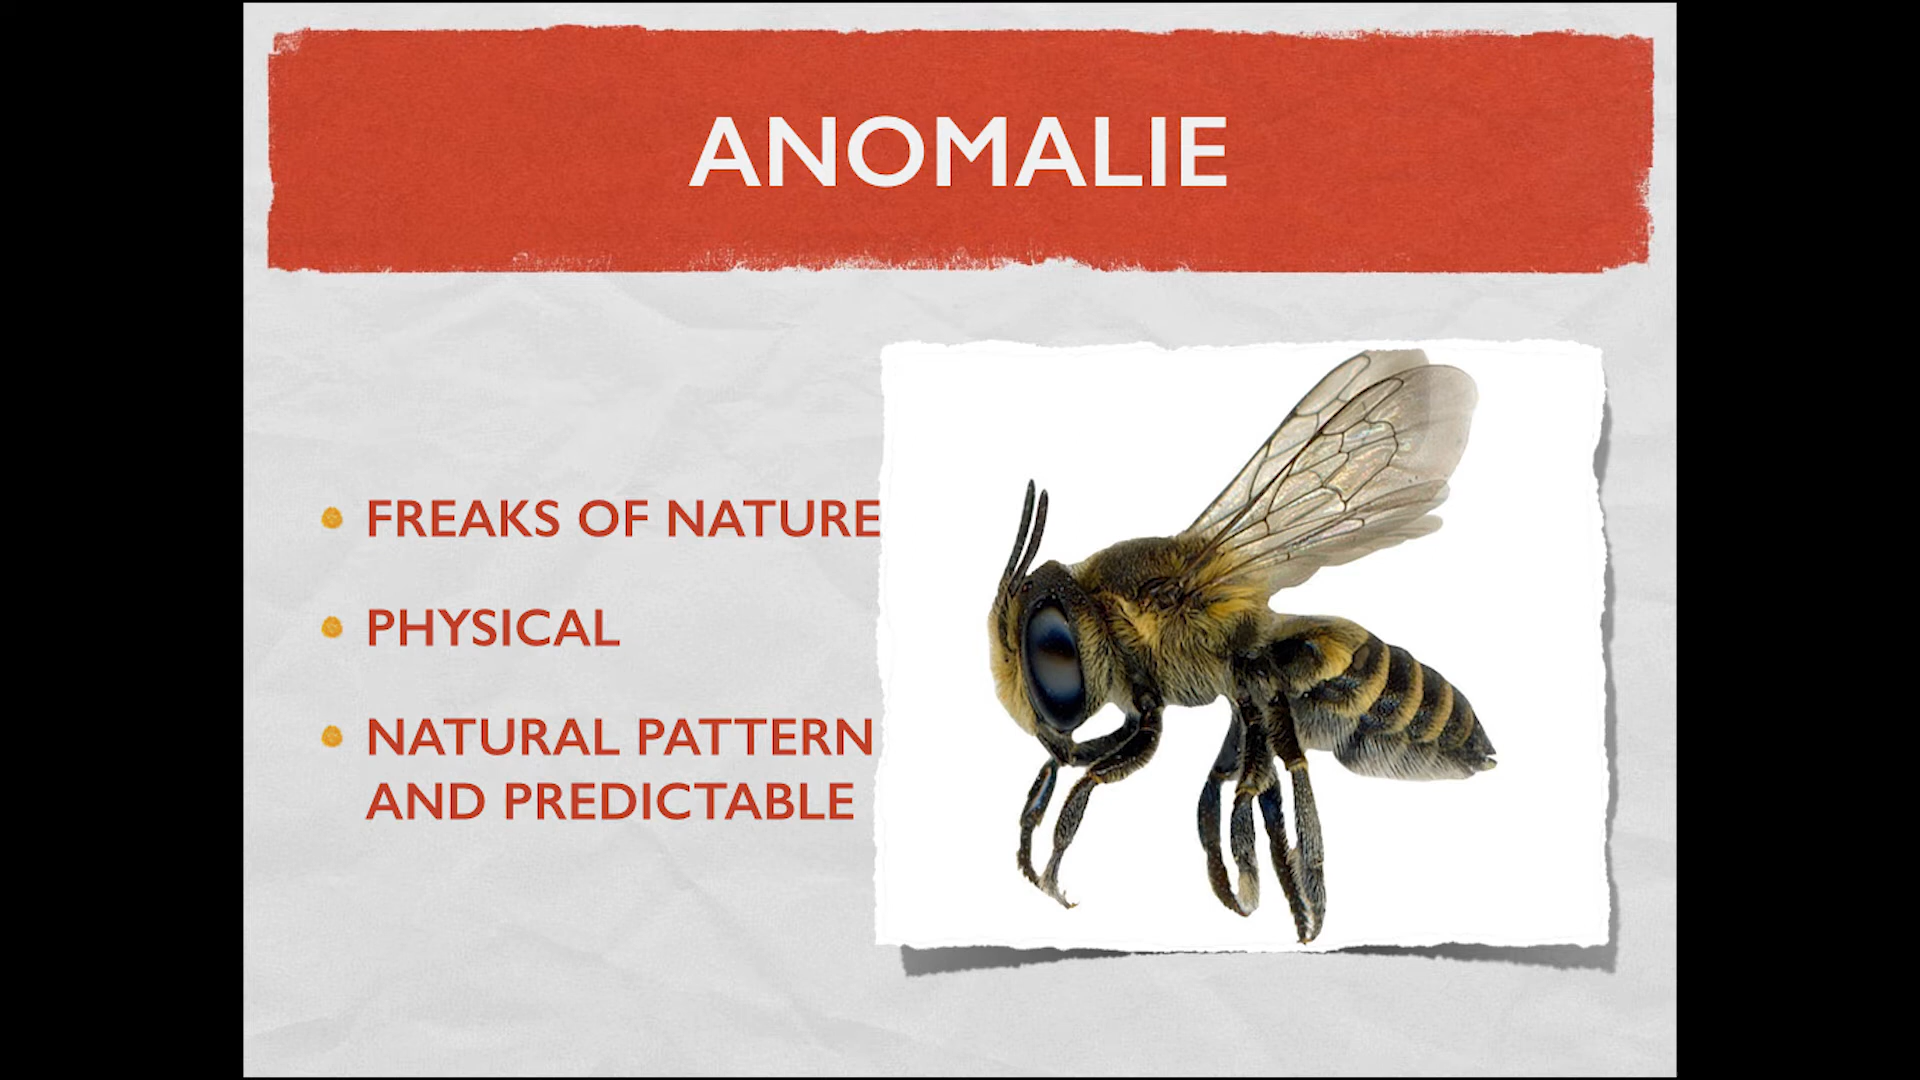 ANOMALIE
FREAKS OF NATURE
PHYSICAL
NATURAL PATTERN
AND PREDICTABLE